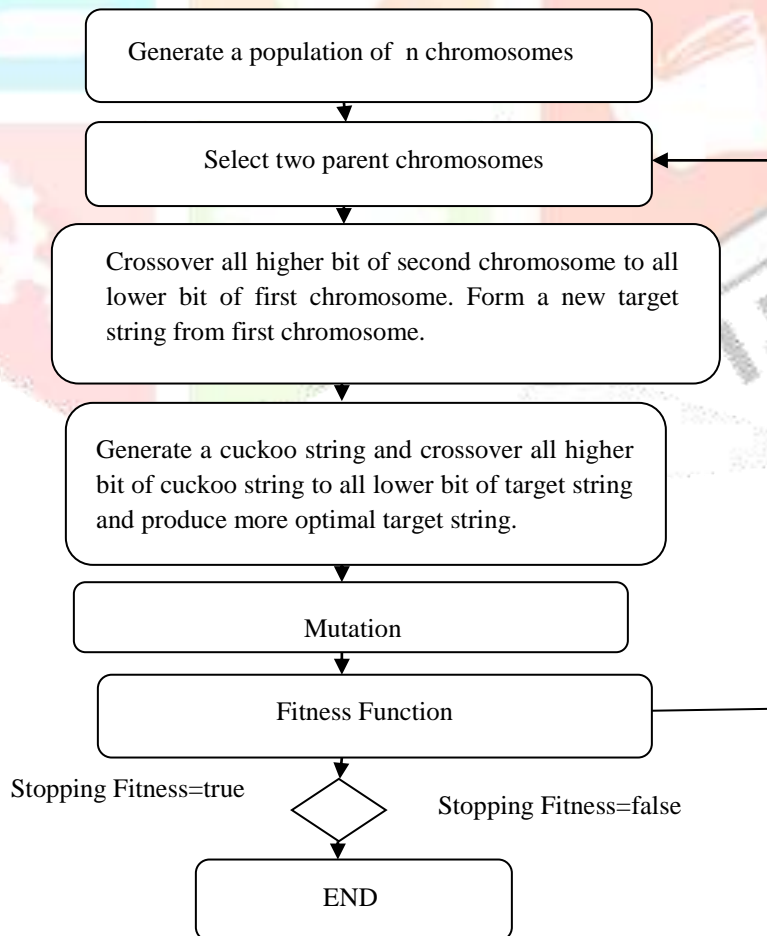 Generate a population of n chromosomes
Select two parent chromosomes
Crossover all higher bit of second chromosome to all
lower bit of first chromosome. Form a new target
string from first chromosome.
Generate a cuckoo string and crossover all higher
bit of cuckoo string to all lower bit of target string
and produce more optimal target string.
Mutation
Fitness Function
Stopping Fitness=true
Stopping Fitness=false
END